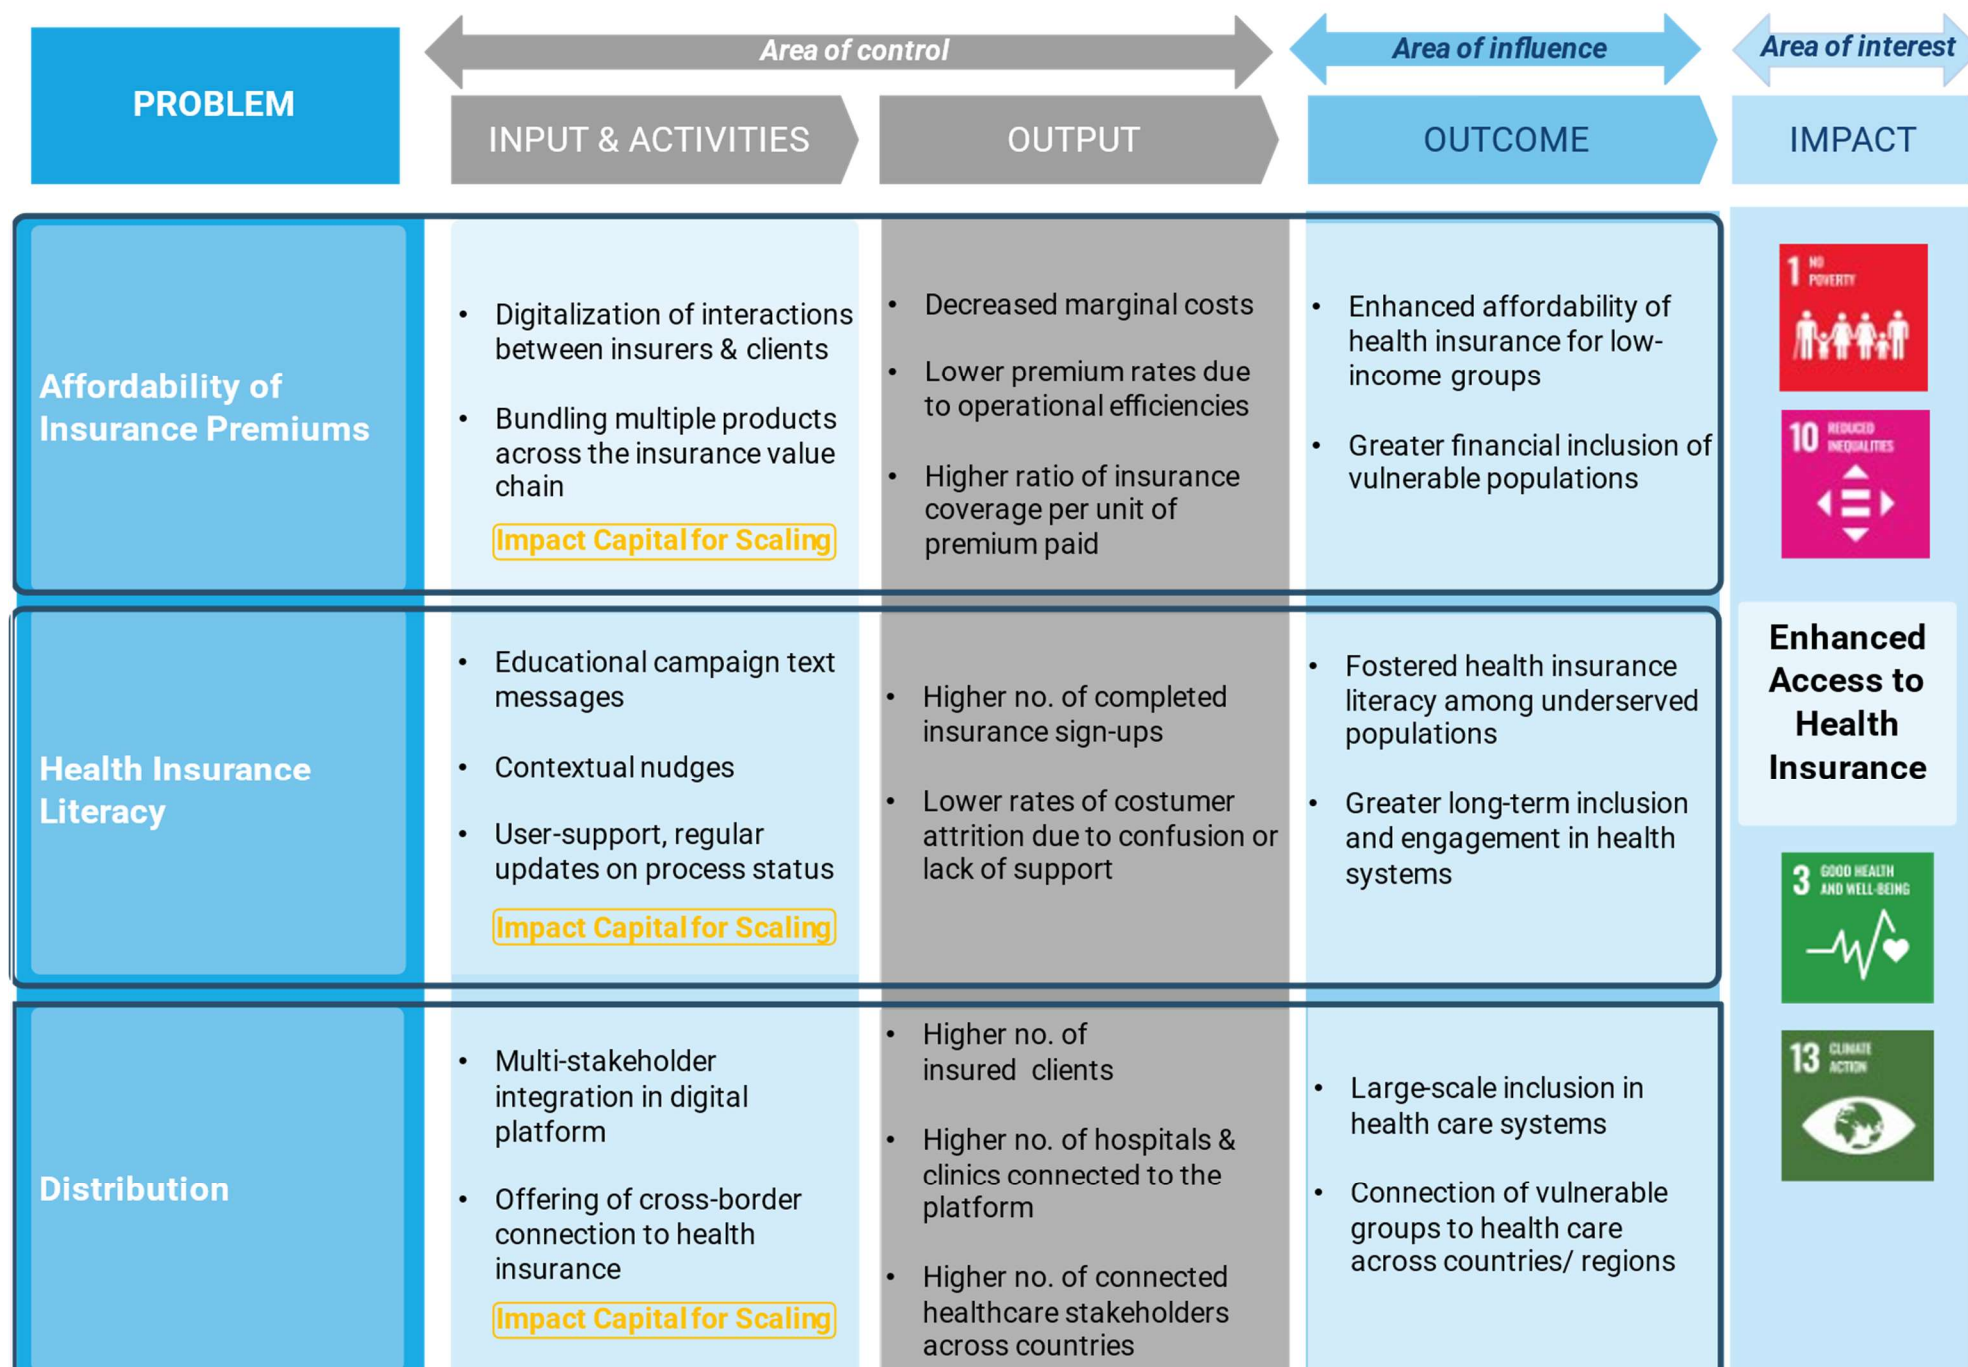 PROBLEM
Area of control
Area of influence
Area of interest
INPUT & ACTIVITIES
OUTPUT
OUTCOME
IMPACT
Affordability of
Insurance Premiums
• Digitalization of interactions
between insurers & clients
• Bundling multiple products
across the insurance value
chain
Impact Capital for Scaling
• Decreased marginal costs
• Lower premium rates due
to operational efficiencies
• Higher ratio of insurance
coverage per unit of
premium paid
• Enhanced affordability of
health insurance for low-
income groups
• Greater financial inclusion of
vulnerable populations
1 NO
POVERTY
10 REDUCED
INEQUALITIES
Health Insurance
Literacy
• Educational campaign text
messages
• Contextual nudges
• User-support, regular
updates on process status
Impact Capital for Scaling
• Higher no. of completed
insurance sign-ups
• Lower rates of costumer
attrition due to confusion or
lack of support
• Fostered health insurance
literacy among underserved
populations
• Greater long-term inclusion
and engagement in health
systems
Enhanced
Access to
Health
Insurance
3 GOOD HEALTH
AND WELL-BEING
Distribution
• Multi-stakeholder
integration in digital
platform
• Offering of cross-border
connection to health
insurance
Impact Capital for Scaling
• Higher no. of
insured clients
• Higher no. of hospitals &
clinics connected to the
platform
• Higher no. of connected
healthcare stakeholders
across countries
• Large-scale inclusion in
health care systems
• Connection of vulnerable
groups to health care
across countries/ regions
13 CLIMATE
ACTION